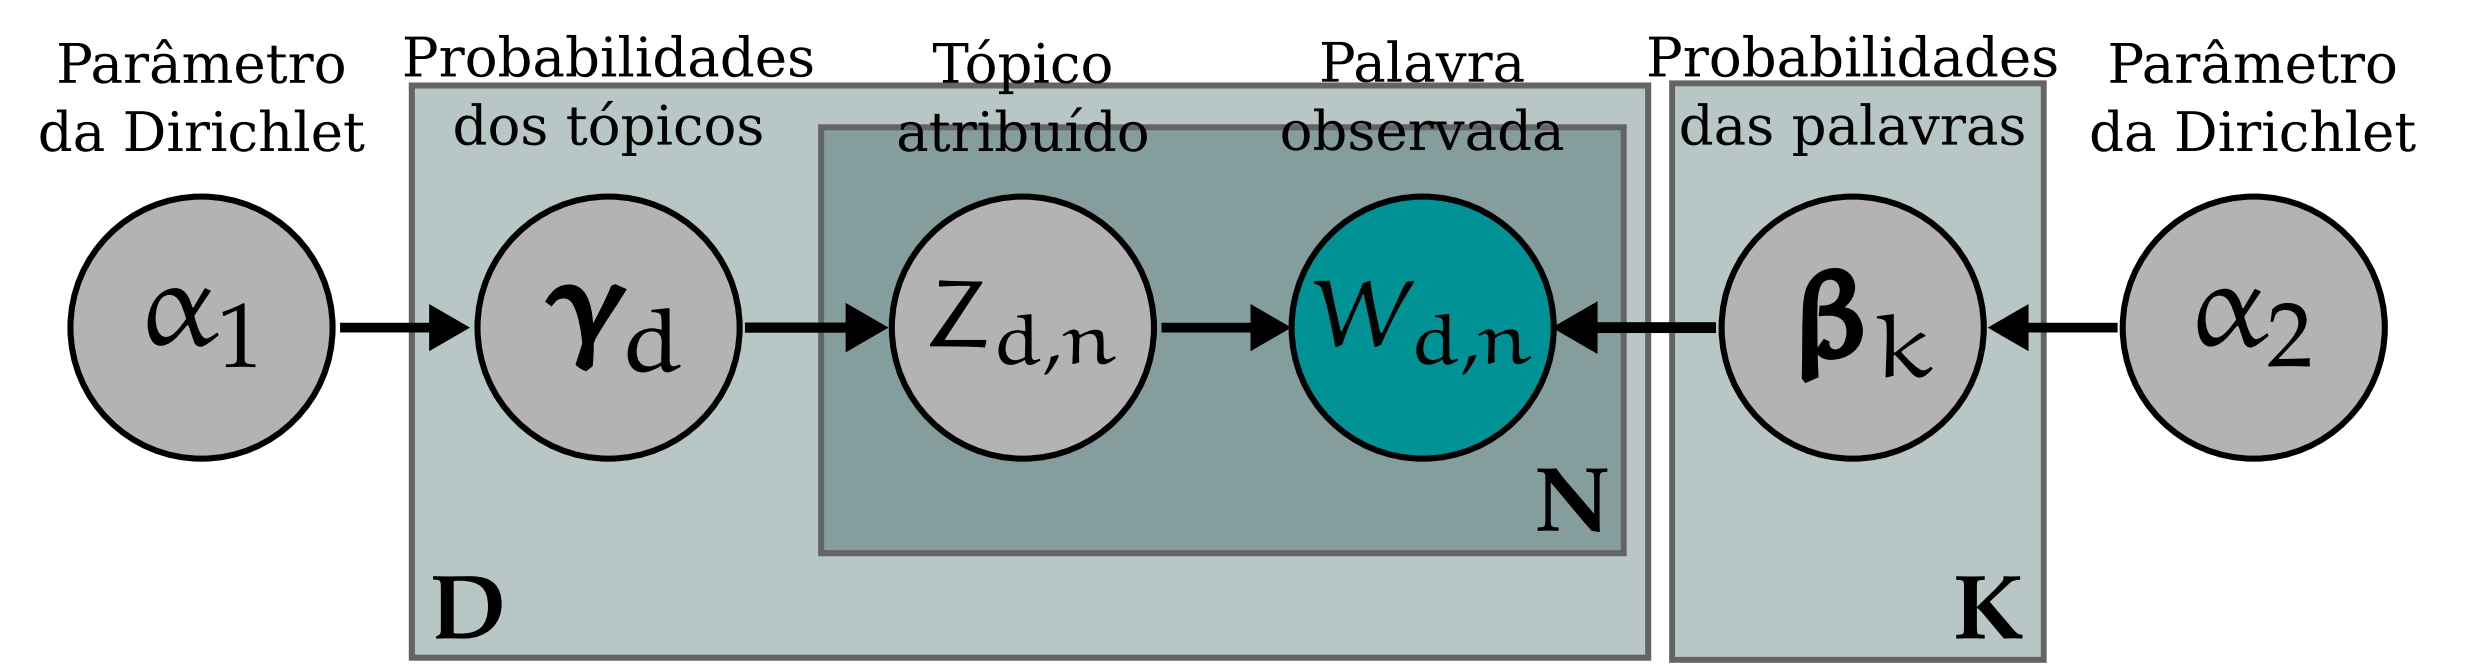 Parâmetro
da Dirichlet
Probabilidades
dos tópicos
Tópico
atribuído
Palavra
observada
Probabilidades
das palavras
Parâmetro
da Dirichlet
α1
γd
Zd,n
Wd,n
βk
α2
N
D
K